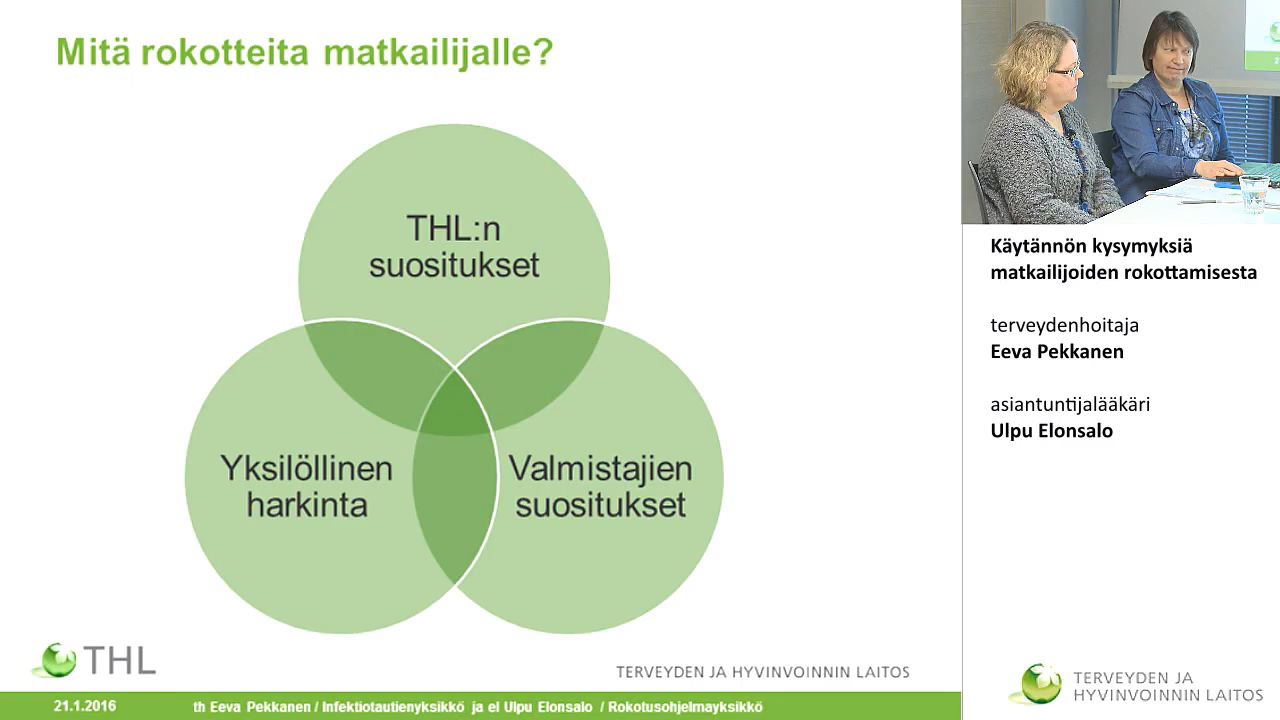 Mitä rokotteita matkailijalle?
THL:n
suositukset
Yksilöllinen
harkinta
Valmistajien
suositukset
THL
TERVEYDEN JA HYVINVOINNIN LAITOS
21.1.2016
th Eeva Pekkanen / Infektiotautienyksikkö ja el Ulpu Elonsalo / Rokotusohjelmayksikkö
Käytännön kysymyksiä
matkailijoiden rokottamisesta
terveydenhoitaja
Eeva Pekkanen
asiantuntijalääkäri
Ulpu Elonsalo
TERVEYDEN JA
HYVINVOINNIN LAITOS